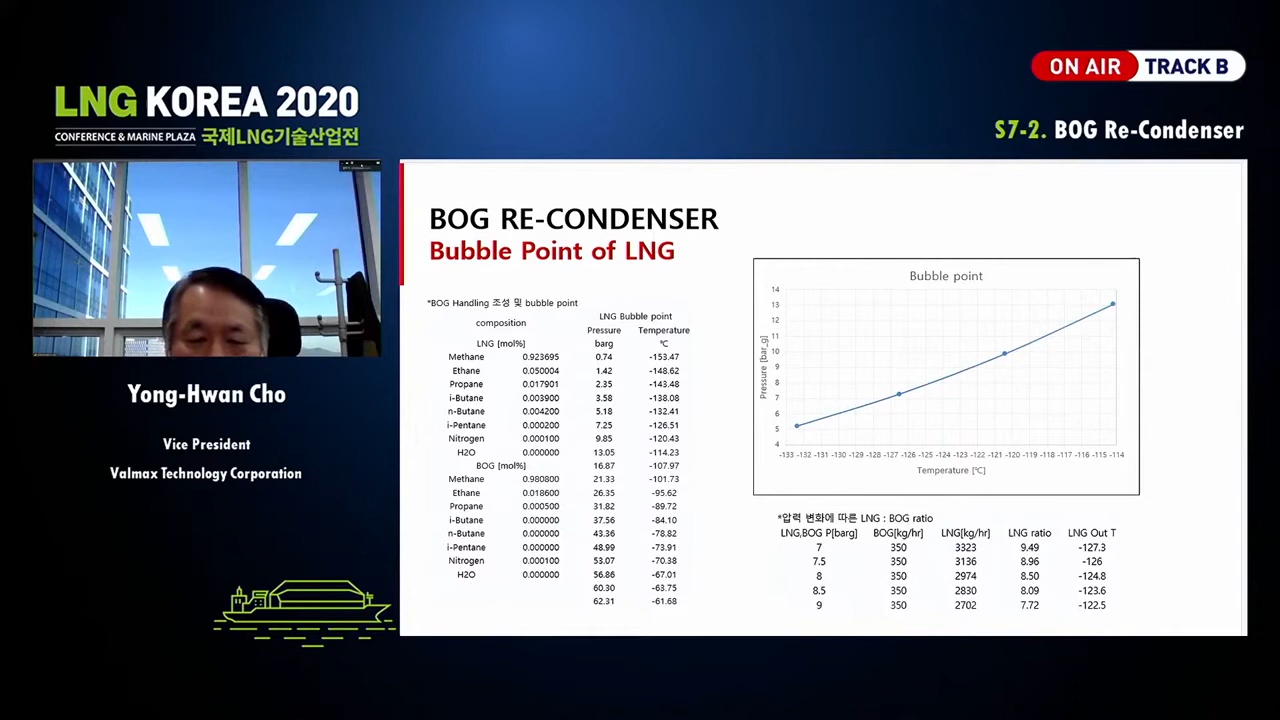 ON AIR TRACK B
LNG KOREA 2020
CONFERENCE & MARINE PLAZA 국제LNG기술산업전
S7-2. BOG Re-Condenser
Yong-Hwan Cho
Vice President
Valmax Technology Corporation
BOG RE-CONDENSER
Bubble Point of LNG
*BOG Handling 조성 및 bubble point
composition LNG Bubble point
Pressure Temperature
LNG [mol%] barg ℃
Methane 0.923695 0.74 -153.47
Ethane 0.050004 1.42 -148.62
Propane 0.017901 2.35 -143.48
i-Butane 0.003900 3.58 -138.08
n-Butane 0.004200 5.18 -132.41
i-Pentane 0.000200 7.25 -126.51
Nitrogen 0.000100 9.85 -120.43
H2O 0.000000 13.05 -114.23
BOG [mol%] 16.87 -107.97
Methane 0.980800 21.33 -101.73
Ethane 0.018600 26.35 -95.62
Propane 0.000500 31.82 -89.72
i-Butane 0.000000 37.56 -84.10
n-Butane 0.000000 43.36 -78.82
i-Pentane 0.000000 48.99 -73.91
Nitrogen 0.000100 53.07 -70.38
H2O 0.000000 56.86 -67.01
60.30 -63.75
62.31 -61.68
Bubble point
14
13
12
11
10
9
8
7
6
5
4
Pressure [bar_g]
-133 -132 -131 -130 -129 -128 -127 -126 -125 -124 -123 -122 -121 -120 -119 -118 -117 -116 -115 -114
Temperature [℃]
*압력 변화에 따른 LNG : BOG ratio
LNG,BOG P[barg] BOG[kg/hr] LNG[kg/hr] LNG ratio LNG Out T
7 350 3323 9.49 -127.3
7.5 350 3136 8.96 -126
8 350 2974 8.50 -124.8
8.5 350 2830 8.09 -123.6
9 350 2702 7.72 -122.5